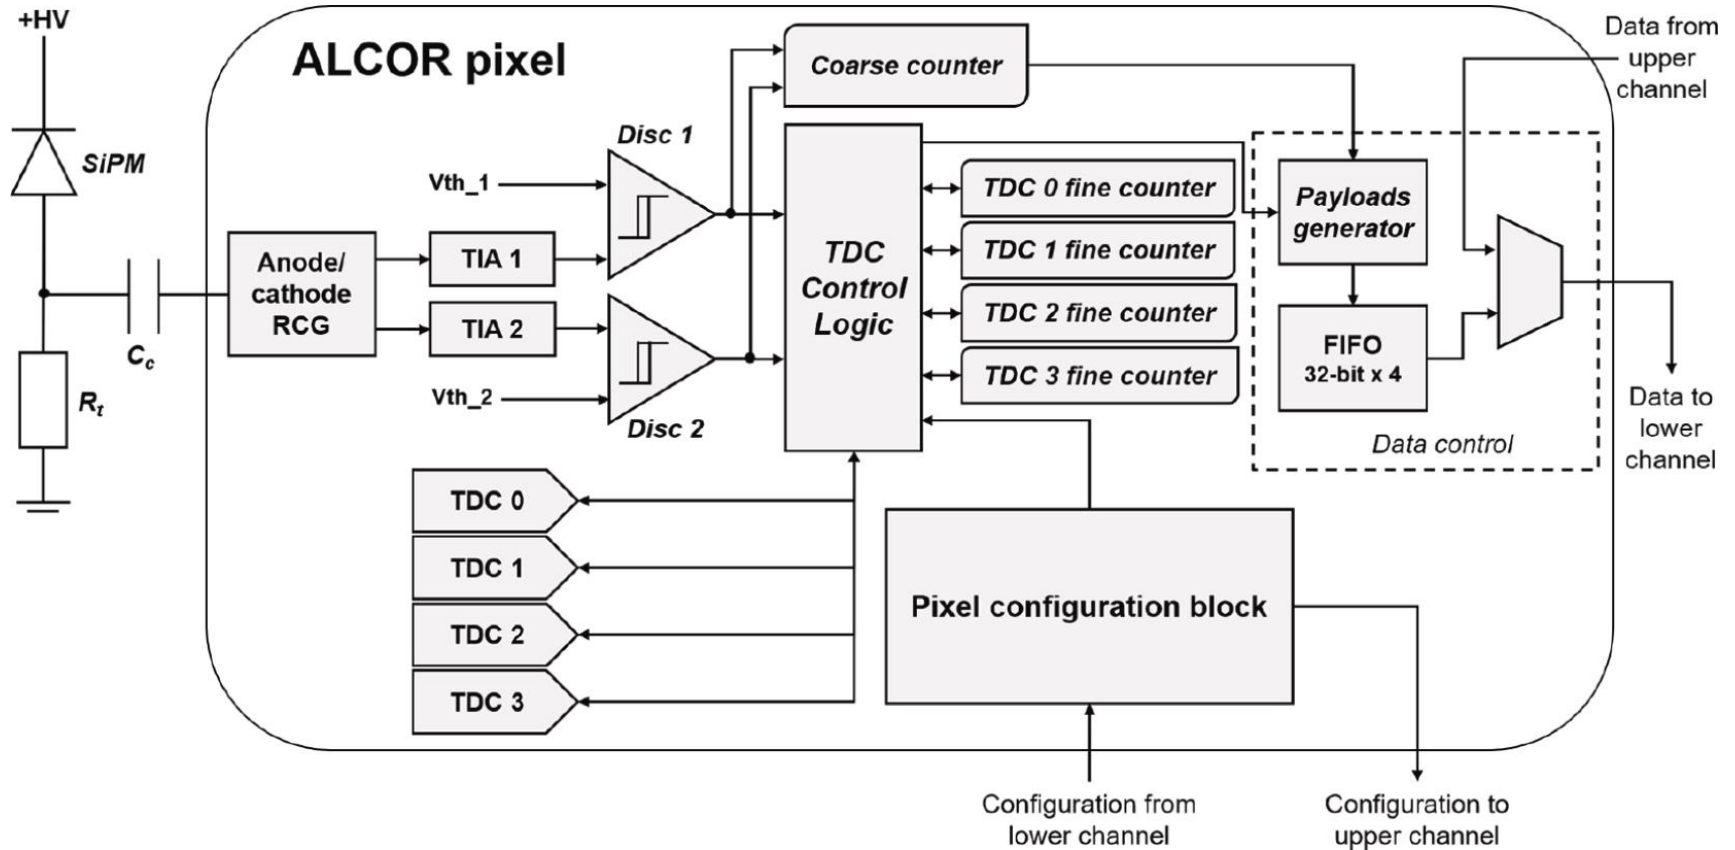 +HV
ALCOR pixel
SiPM
C_c
R_t
Anode/
cathode
RCG
TIA 1
TIA 2
Vth_1
Disc 1
Vth_2
Disc 2
Coarse counter
TDC
Control
Logic
TDC 0 fine counter
TDC 1 fine counter
TDC 2 fine counter
TDC 3 fine counter
Payloads
generator
FIFO
32-bit x 4
Data control
Data from
upper
channel
Data to
lower
channel
TDC 0
TDC 1
TDC 2
TDC 3
Pixel configuration block
Configuration from
lower channel
Configuration to
upper channel